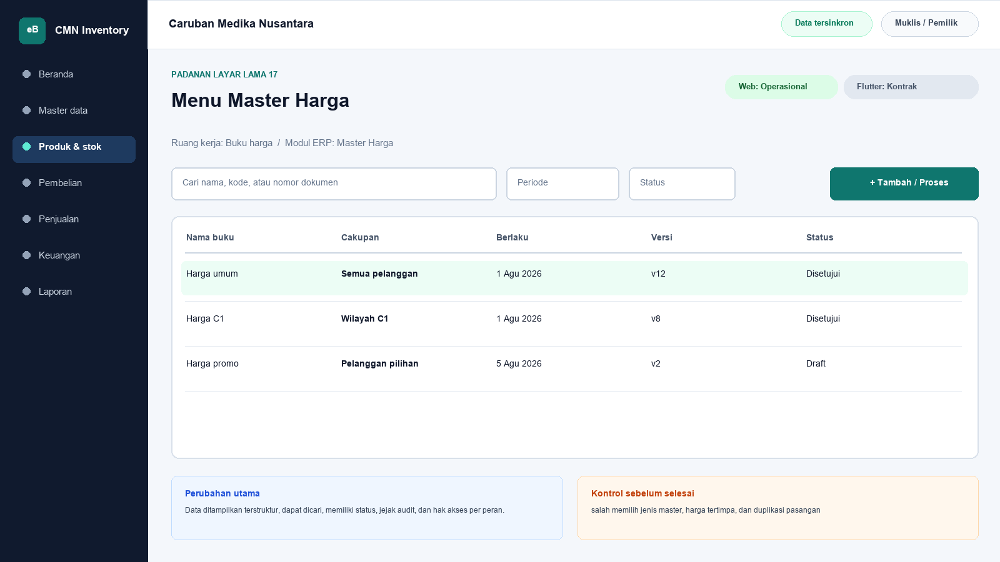 eB
CMN Inventory
Beranda
Master data
Produk & stok
Pembelian
Penjualan
Keuangan
Laporan
Caruban Medika Nusantara
Data tersinkron
Muklis / Pemilik
PADANAN LAYAR LAMA 17
Menu Master Harga
Web: Operasional
Flutter: Kontrak
Ruang kerja: Buku harga / Modul ERP: Master Harga
Cari nama, kode, atau nomor dokumen
Periode
Status
+ Tambah / Proses
Nama buku Cakupan Berlaku Versi Status
Harga umum Semua pelanggan 1 Agu 2026 v12 Disetujui
Harga C1 Wilayah C1 1 Agu 2026 v8 Disetujui
Harga promo Pelanggan pilihan 5 Agu 2026 v2 Draft
Perubahan utama
Data ditampilkan terstruktur, dapat dicari, memiliki status, jejak audit, dan hak akses per peran.
Kontrol sebelum selesai
salah memilih jenis master, harga tertimpa, dan duplikasi pasangan